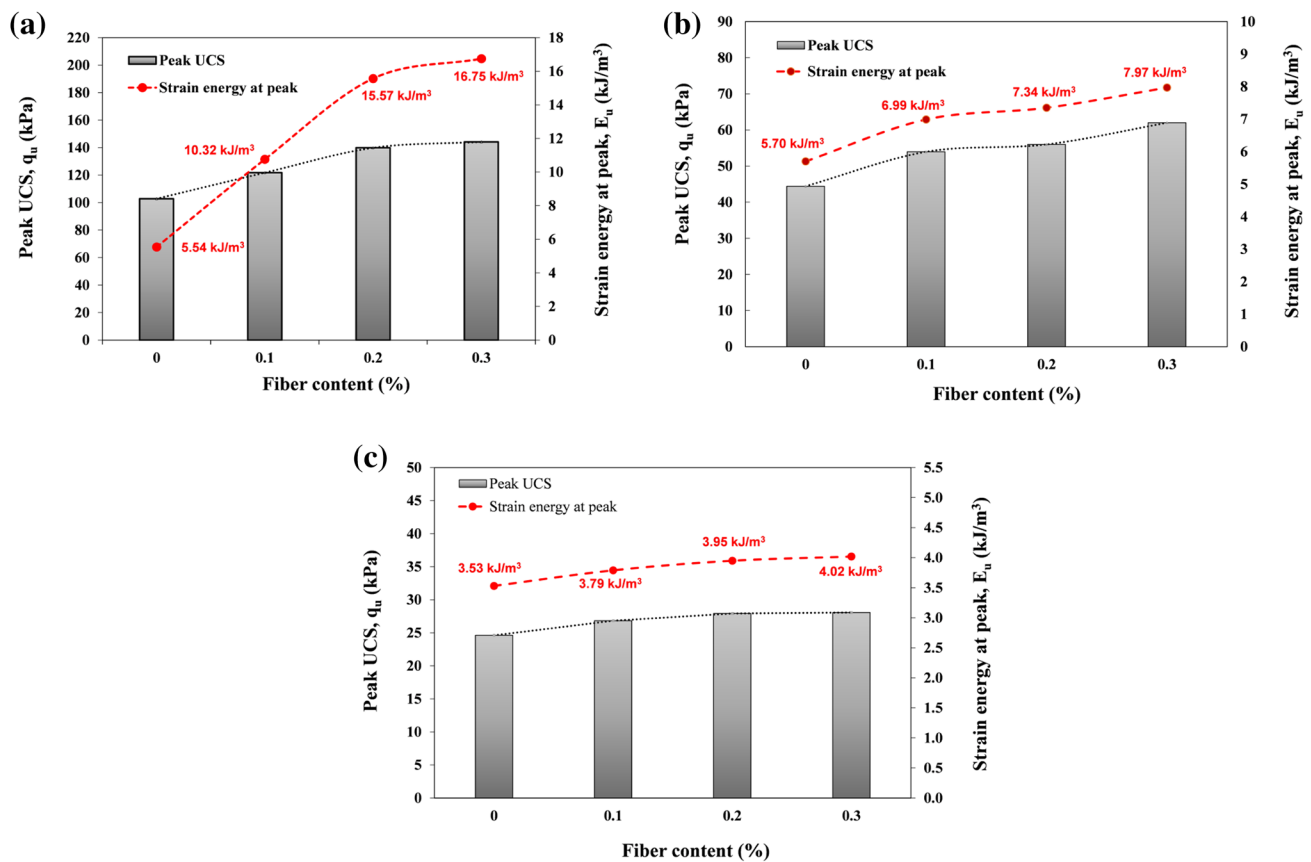 (a)
Peak UCS, qu (kPa)
220
200
180
160
140
120
100
80
60
40
20
0
Peak UCS
Strain energy at peak
5.54 kJ/m³
10.32 kJ/m³
15.57 kJ/m³
16.75 kJ/m³
18
16
14
12
10
8
6
4
2
0
Strain energy at peak, Eu (kJ/m³)
0 0.1 0.2 0.3
Fiber content (%)
(b)
Peak UCS, qu (kPa)
90
80
70
60
50
40
30
20
10
0
Peak UCS
Strain energy at peak
5.70 kJ/m³
6.99 kJ/m³
7.34 kJ/m³
7.97 kJ/m³
10
9
8
7
6
5
4
3
2
1
0
Strain energy at peak, Eu (kJ/m³)
0 0.1 0.2 0.3
Fiber content (%)
(c)
Peak UCS, qu (kPa)
50
45
40
35
30
25
20
15
10
5
0
Peak UCS
Strain energy at peak
3.53 kJ/m³
3.79 kJ/m³
3.95 kJ/m³
4.02 kJ/m³
5.5
5.0
4.5
4.0
3.5
3.0
2.5
2.0
1.5
1.0
0.5
0.0
Strain energy at peak, Eu (kJ/m³)
0 0.1 0.2 0.3
Fiber content (%)